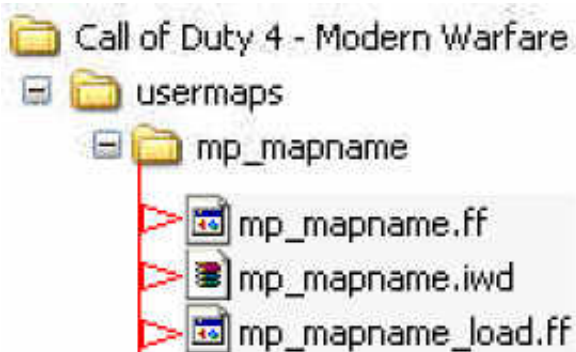 Call of Duty 4 - Modern Warfare
usermaps
mp_mapname
mp_mapname.ff
mp_mapname.iwd
mp_mapname_load.ff